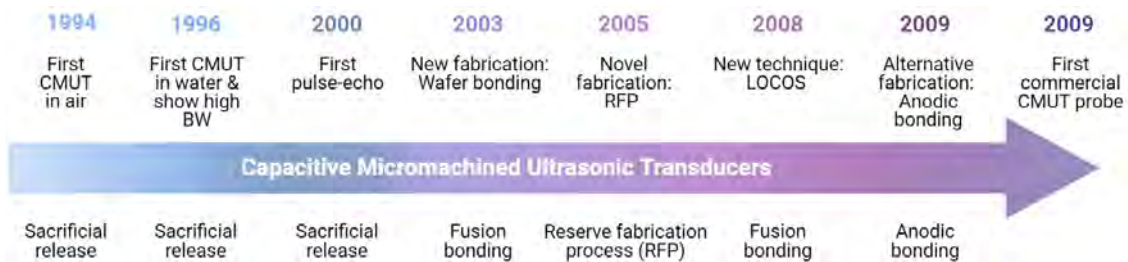 1994 1996 2000 2003 2005 2008 2009 2009
First
CMUT
in air
First CMUT
in water &
show high
BW
First
pulse-echo
New fabrication:
Wafer bonding
Novel
fabrication:
RFP
New technique:
LOCOS
Alternative
fabrication:
Anodic
bonding
First
commercial
CMUT probe
Capacitive Micromachined Ultrasonic Transducers
Sacrificial
release
Sacrificial
release
Sacrificial
release
Fusion
bonding
Reserve fabrication
process (RFP)
Fusion
bonding
Anodic
bonding